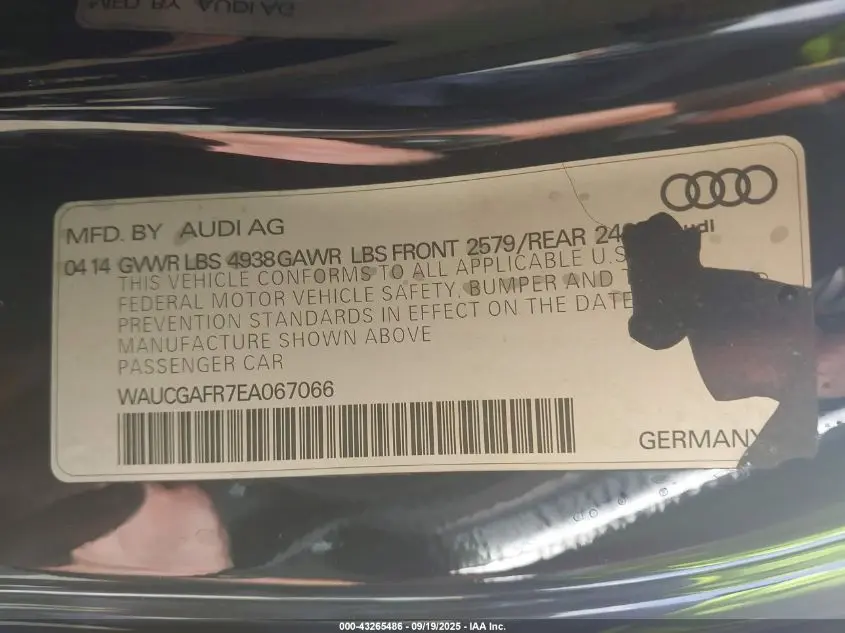 MFD. BY AUDI AG
Audi
04 14 GVWR LBS 4938 GAWR LBS FRONT 2579/REAR
THIS VEHICLE CONFORMS TO ALL APPLICABLE U.S
FEDERAL MOTOR VEHICLE SAFETY, BUMPER AND
PREVENTION STANDARDS IN EFFECT ON THE DATE
MANUFACTURE SHOWN ABOVE
PASSENGER CAR
WAUCGAFR7EA067066
GERMANY
000-43265486 - 09/19/2025 - IAA Inc.